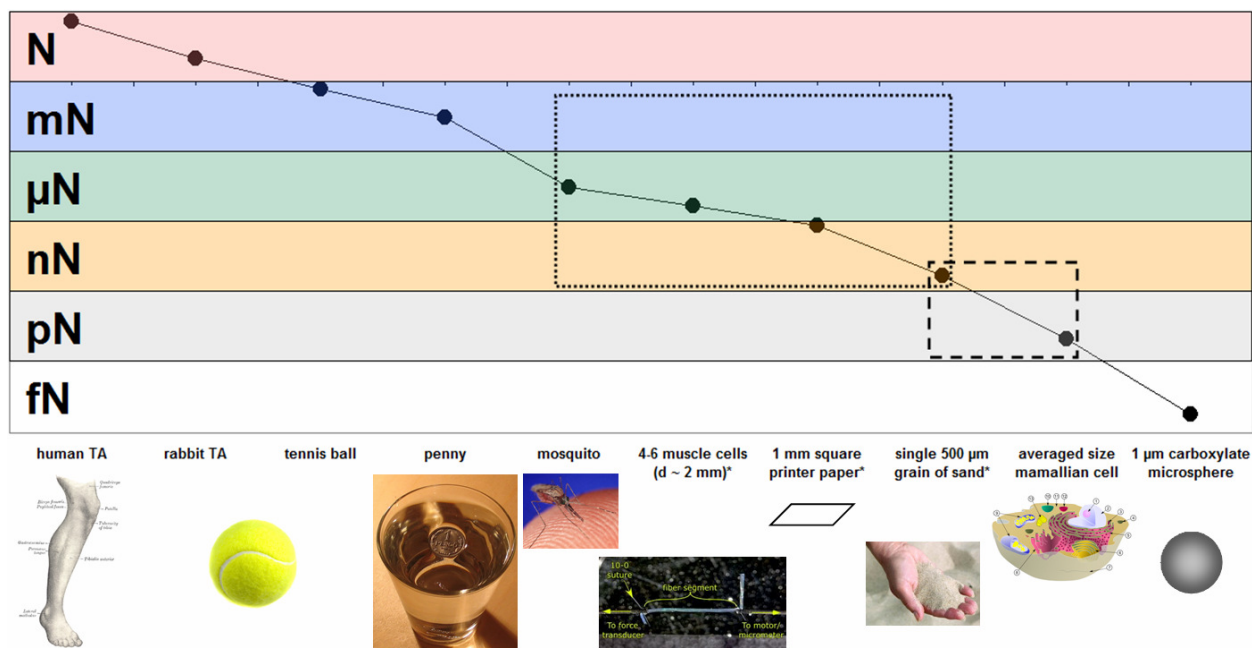 N
mN
µN
nN
pN
fN
human TA
rabbit TA
tennis ball
penny
mosquito
4-6 muscle cells
(d ~ 2 mm)*
1 mm square
printer paper*
single 500 µm
grain of sand*
averaged size
mamallian cell
1 µm carboxylate
microsphere
10-0
suture
fiber segment
To force
transducer
To motor/
micrometer